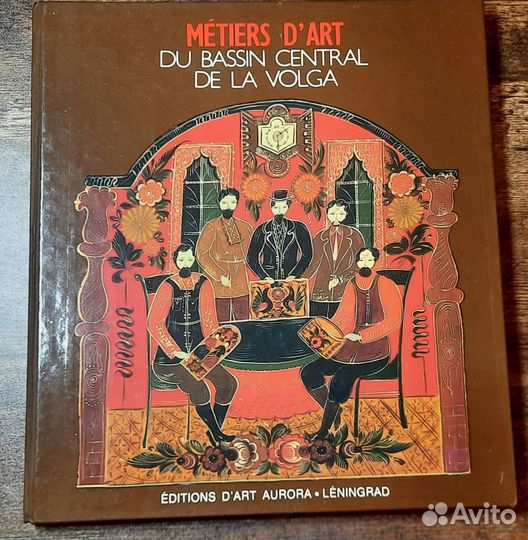 MÉTIERS D'ART
DU BASSIN CENTRAL
DE LA VOLGA
ÉDITIONS D'ART AURORA • LÉNINGRAD
Avito